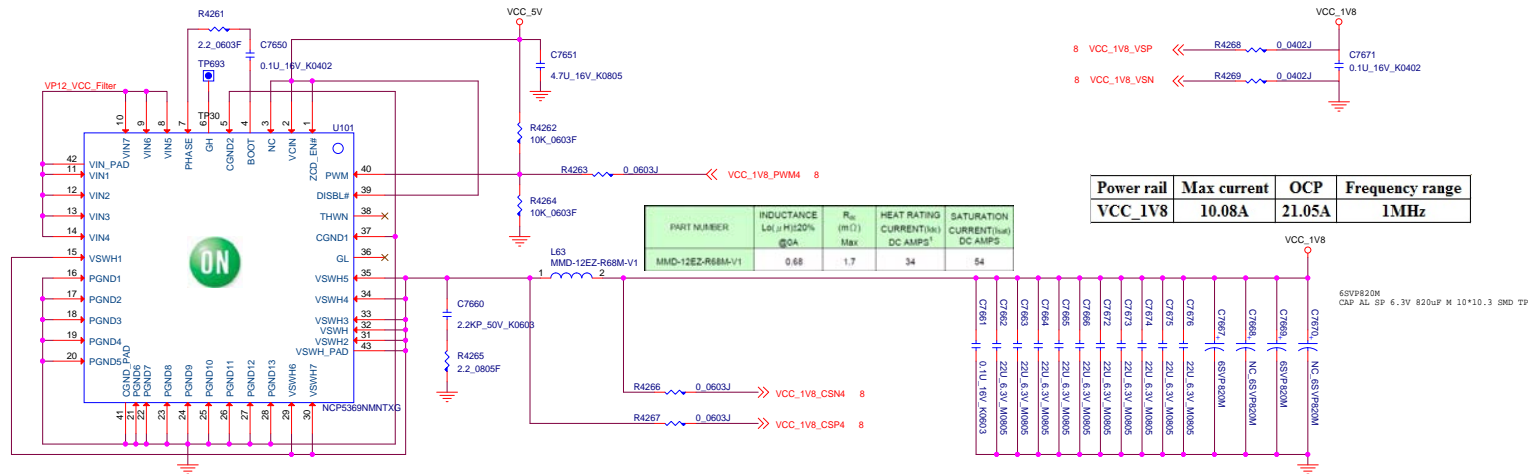 R4261
2.2_0603F
C7650
0.1U_16V_K0402
TP693
VP12_VCC_Filter
TP30
VCC_5V
C7651
4.7U_16V_K0805
VCC_1V8
8 VCC_1V8_VSP
R4268 0_0402J
C7671
0.1U_16V_K0402
8 VCC_1V8_VSN
R4269 0_0402J
10 9 8 7 6 5 4 3 2 1
U101
VIN7 VIN6 VIN5 PHASE GH CGND2 BOOT NC VCIN ZCD_EN#
R4262
10K_0603F
42 VIN_PAD
11 VIN1
12 VIN2
13 VIN3
14 VIN4
15 VSWH1
16 PGND1
17 PGND2
18 PGND3
19 PGND4
20 PGND5
PWM 40
DISBL# 39
THWN 38
CGND1 37
GL 36
VSWH5 35
VSWH4 34
VSWH3 33
VSWH 32
VSWH2 31
VSWH_PAD 43
ON
R4263 0_0603J
VCC_1V8_PWM4 8
R4264
10K_0603F
Power rail Max current OCP Frequency range
VCC_1V8 10.08A 21.05A 1MHz
PART NUMBER INDUCTANCE Lo(μH)±20% @0A Rdc (mΩ) Max HEAT RATING CURRENT(Idc) DC AMPS¹ SATURATION CURRENT(Isat) DC AMPS
MMD-12EZ-R68M-V1 0.68 1.7 34 54
L63
MMD-12EZ-R68M-V1
1 2
VCC_1V8
6SVP820M
CAP AL SP 6.3V 820uF M 10*10.3 SMD TP
C7660
2.2KP_50V_K0603
R4265
2.2_0805F
R4266 0_0603J
VCC_1V8_CSN4 8
R4267 0_0603J
VCC_1V8_CSP4 8
C7661 C7662 C7663 C7664 C7665 C7666 C7672 C7673 C7674 C7675 C7676 C7667+ C7668+ C7669+ C7670+
0.1U_16V_K0603 22U_6.3V_M0805 22U_6.3V_M0805 22U_6.3V_M0805 22U_6.3V_M0805 22U_6.3V_M0805 22U_6.3V_M0805 22U_6.3V_M0805 22U_6.3V_M0805 22U_6.3V_M0805 22U_6.3V_M0805 6SVP820M NC_6SVP820M 6SVP820M NC_6SVP820M
CGND_PAD PGND6 PGND7 PGND8 PGND9 PGND10 PGND11 PGND12 PGND13 VSWH6 VSWH7
NCP5369NMNTXG
41 21 22 23 24 25 26 27 28 29 30